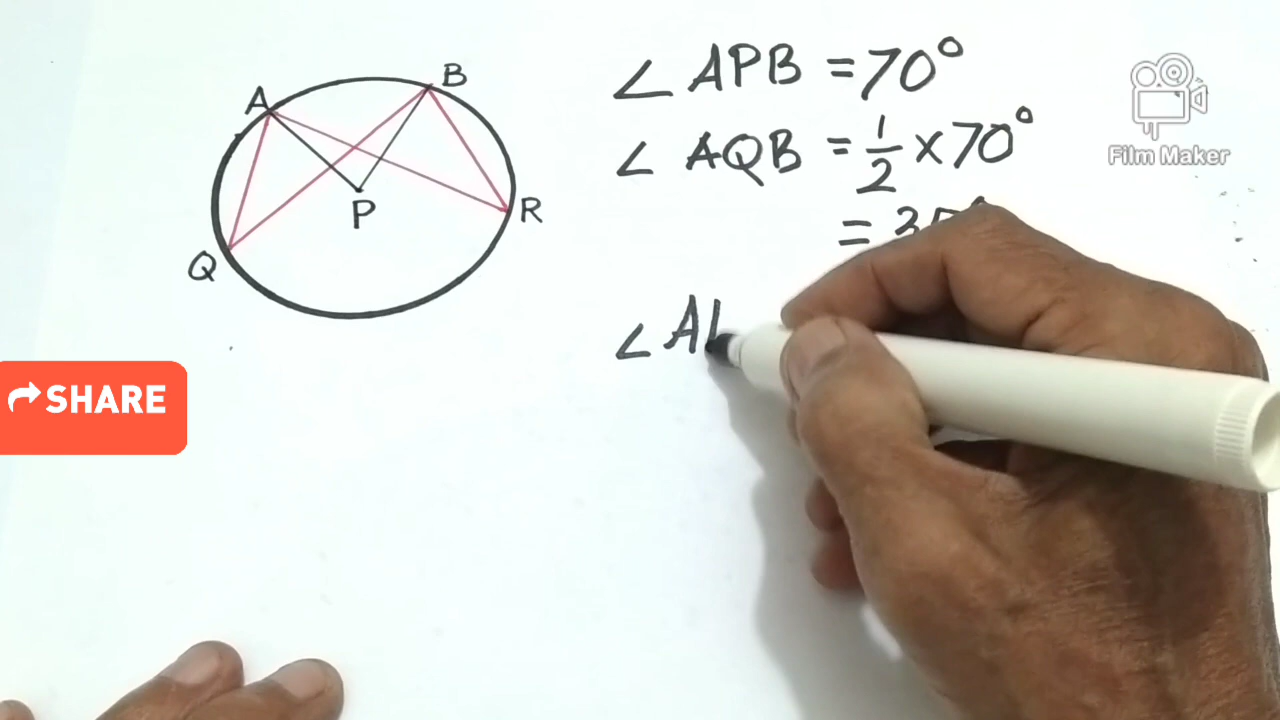 ∠ APB = 70°
∠ AQB = 1/2 × 70°
=
∠
A
B
P
R
Q
SHARE
Film Maker